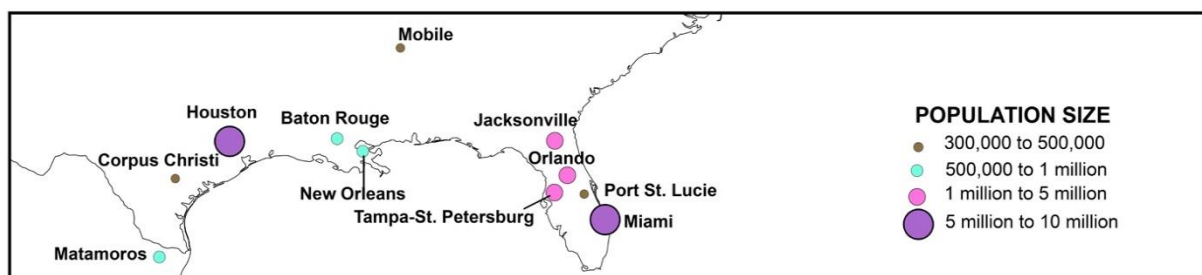 Mobile
Houston
Baton Rouge
Jacksonville
Corpus Christi
Orlando
New Orleans
Port St. Lucie
Tampa-St. Petersburg
Miami
Matamoros
POPULATION SIZE
300,000 to 500,000
500,000 to 1 million
1 million to 5 million
5 million to 10 million